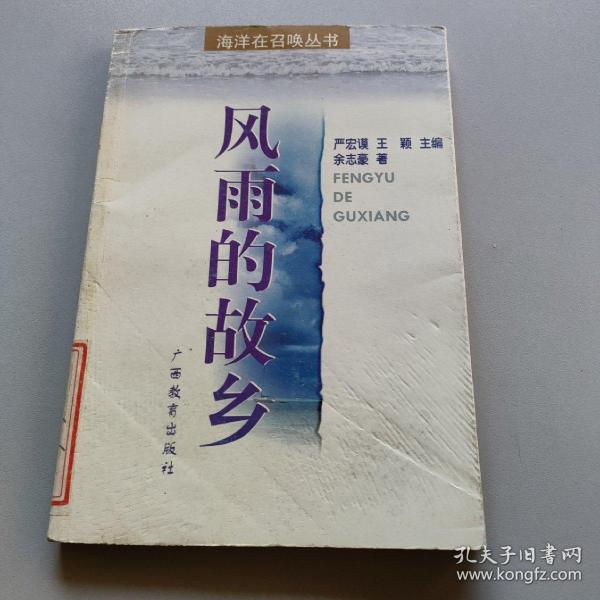 海洋在召唤丛书
风雨的故乡
严宏谟 王颖 主编
余志豪 著
FENGYU
DE
GUXIANG
广西教育出版社
孔夫子旧书网
www.kongfz.com